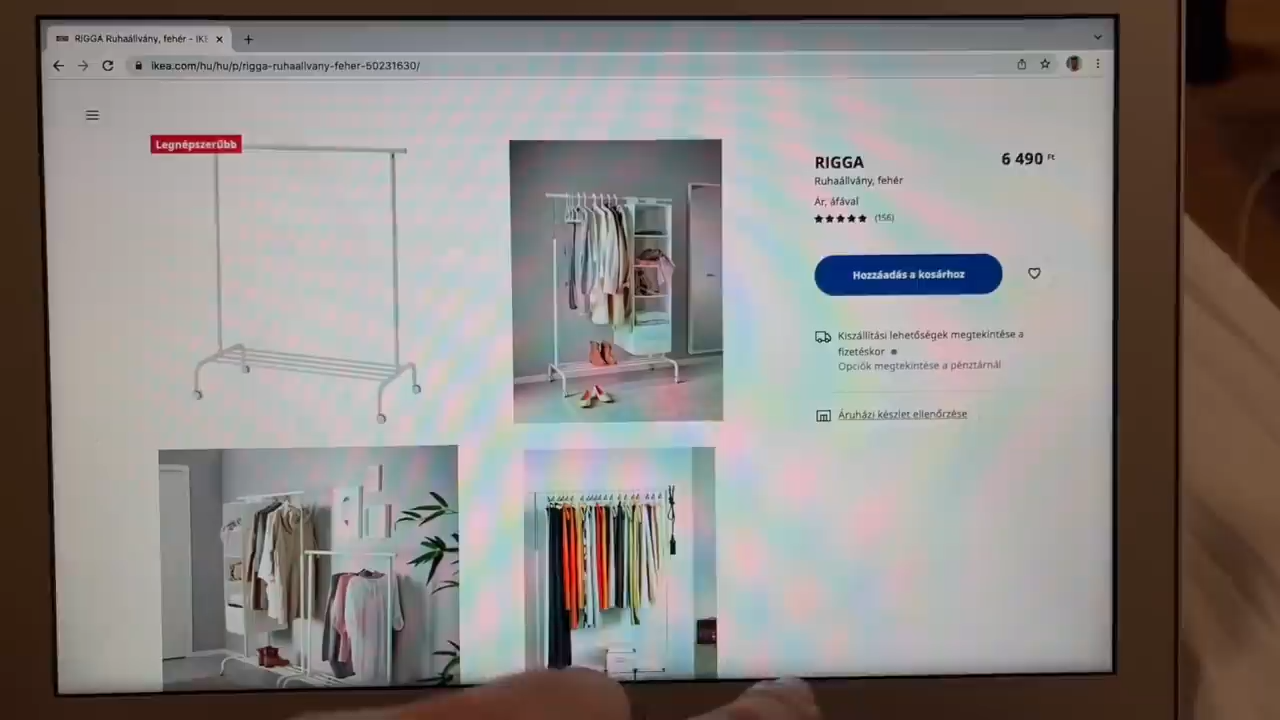 RIGGA Ruhaállvány, fehér - IKE
ikea.com/hu/hu/p/rigga-ruhaallvany-feher-50231630/
Legnépszerűbb
RIGGA
6 490 Ft
Ruhaállvány, fehér
Ár, áfával
(156)
Hozzáadás a kosárhoz
Kiszállítási lehetőségek megtekintése a
fizetéskor
Opciók megtekintése a pénztárnál
Áruházi készlet ellenőrzése